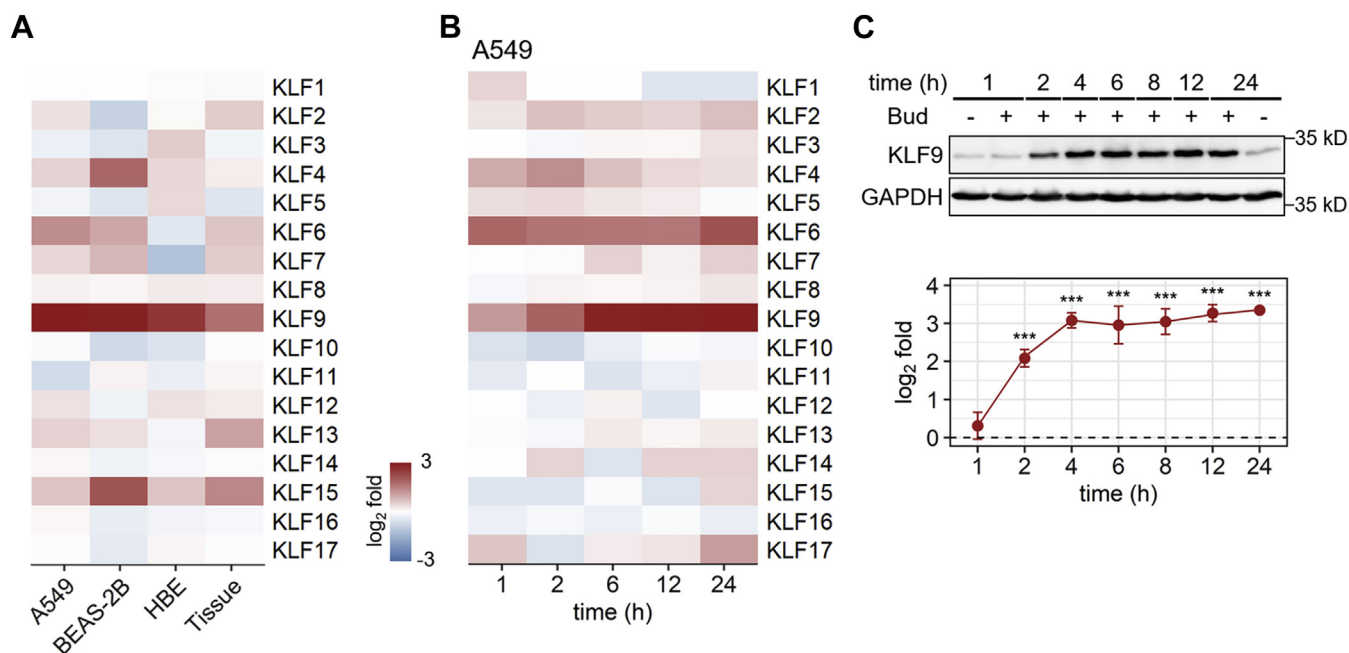 A
KLF1
KLF2
KLF3
KLF4
KLF5
KLF6
KLF7
KLF8
KLF9
KLF10
KLF11
KLF12
KLF13
KLF14
KLF15
KLF16
KLF17
A549 BEAS-2B HBE Tissue
3
log2 fold
-3
B
A549
KLF1
KLF2
KLF3
KLF4
KLF5
KLF6
KLF7
KLF8
KLF9
KLF10
KLF11
KLF12
KLF13
KLF14
KLF15
KLF16
KLF17
1 2 6 12 24
time (h)
C
time (h) 1 2 4 6 8 12 24
Bud - + + + + + + + -
KLF9 35 kD
GAPDH 35 kD
4
3
2
1
0
log2 fold
*** *** *** *** *** ***
1 2 4 6 8 12 24
time (h)